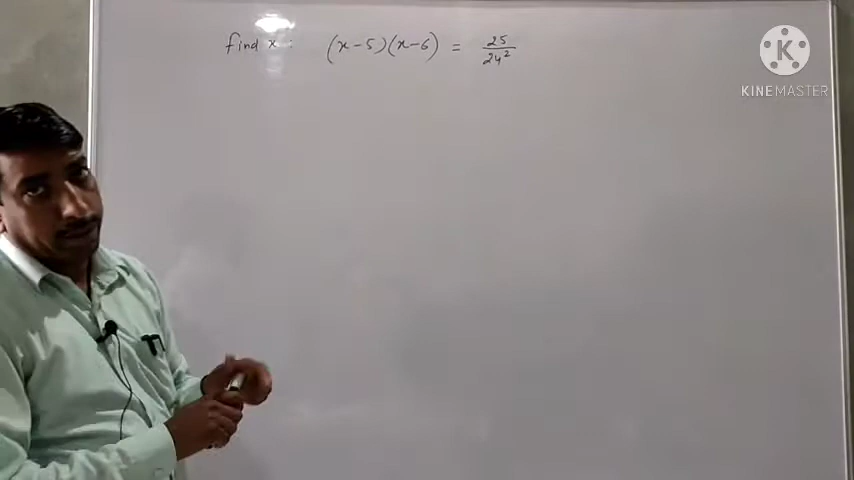 find x : (x-5)(x-6) = 25/24²
K
KINEMASTER